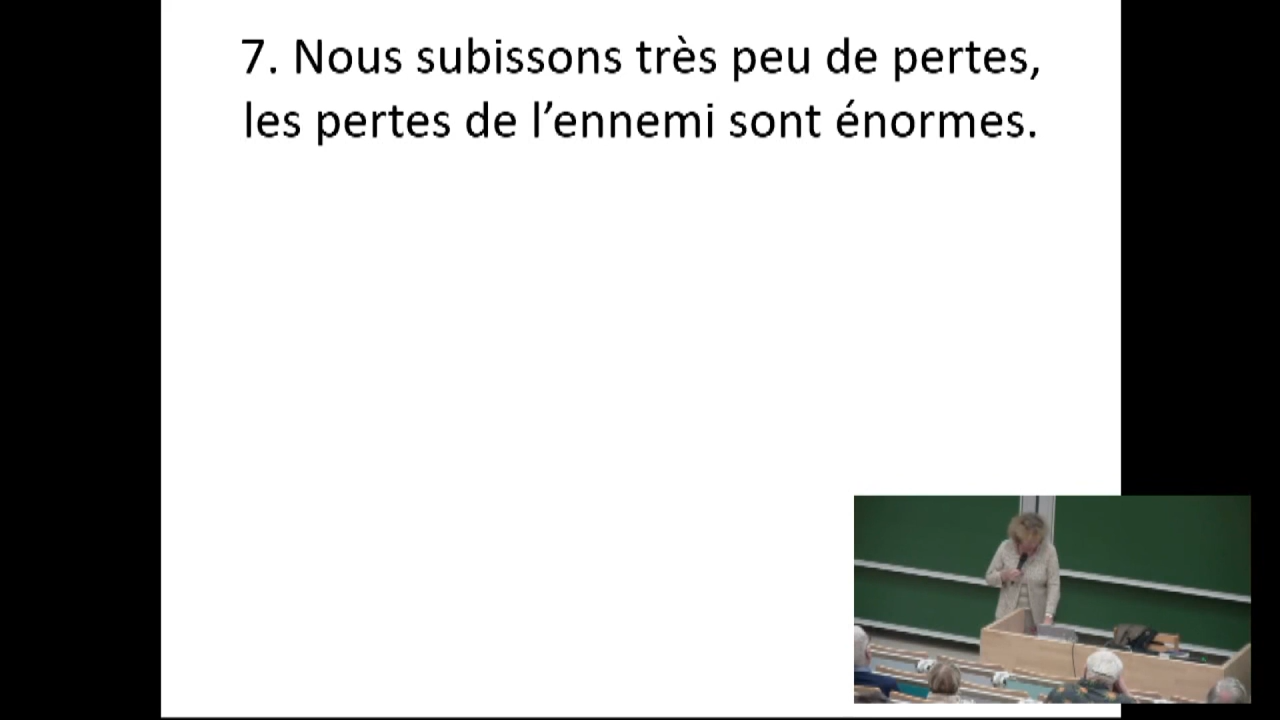 7. Nous subissons très peu de pertes,
les pertes de l’ennemi sont énormes.